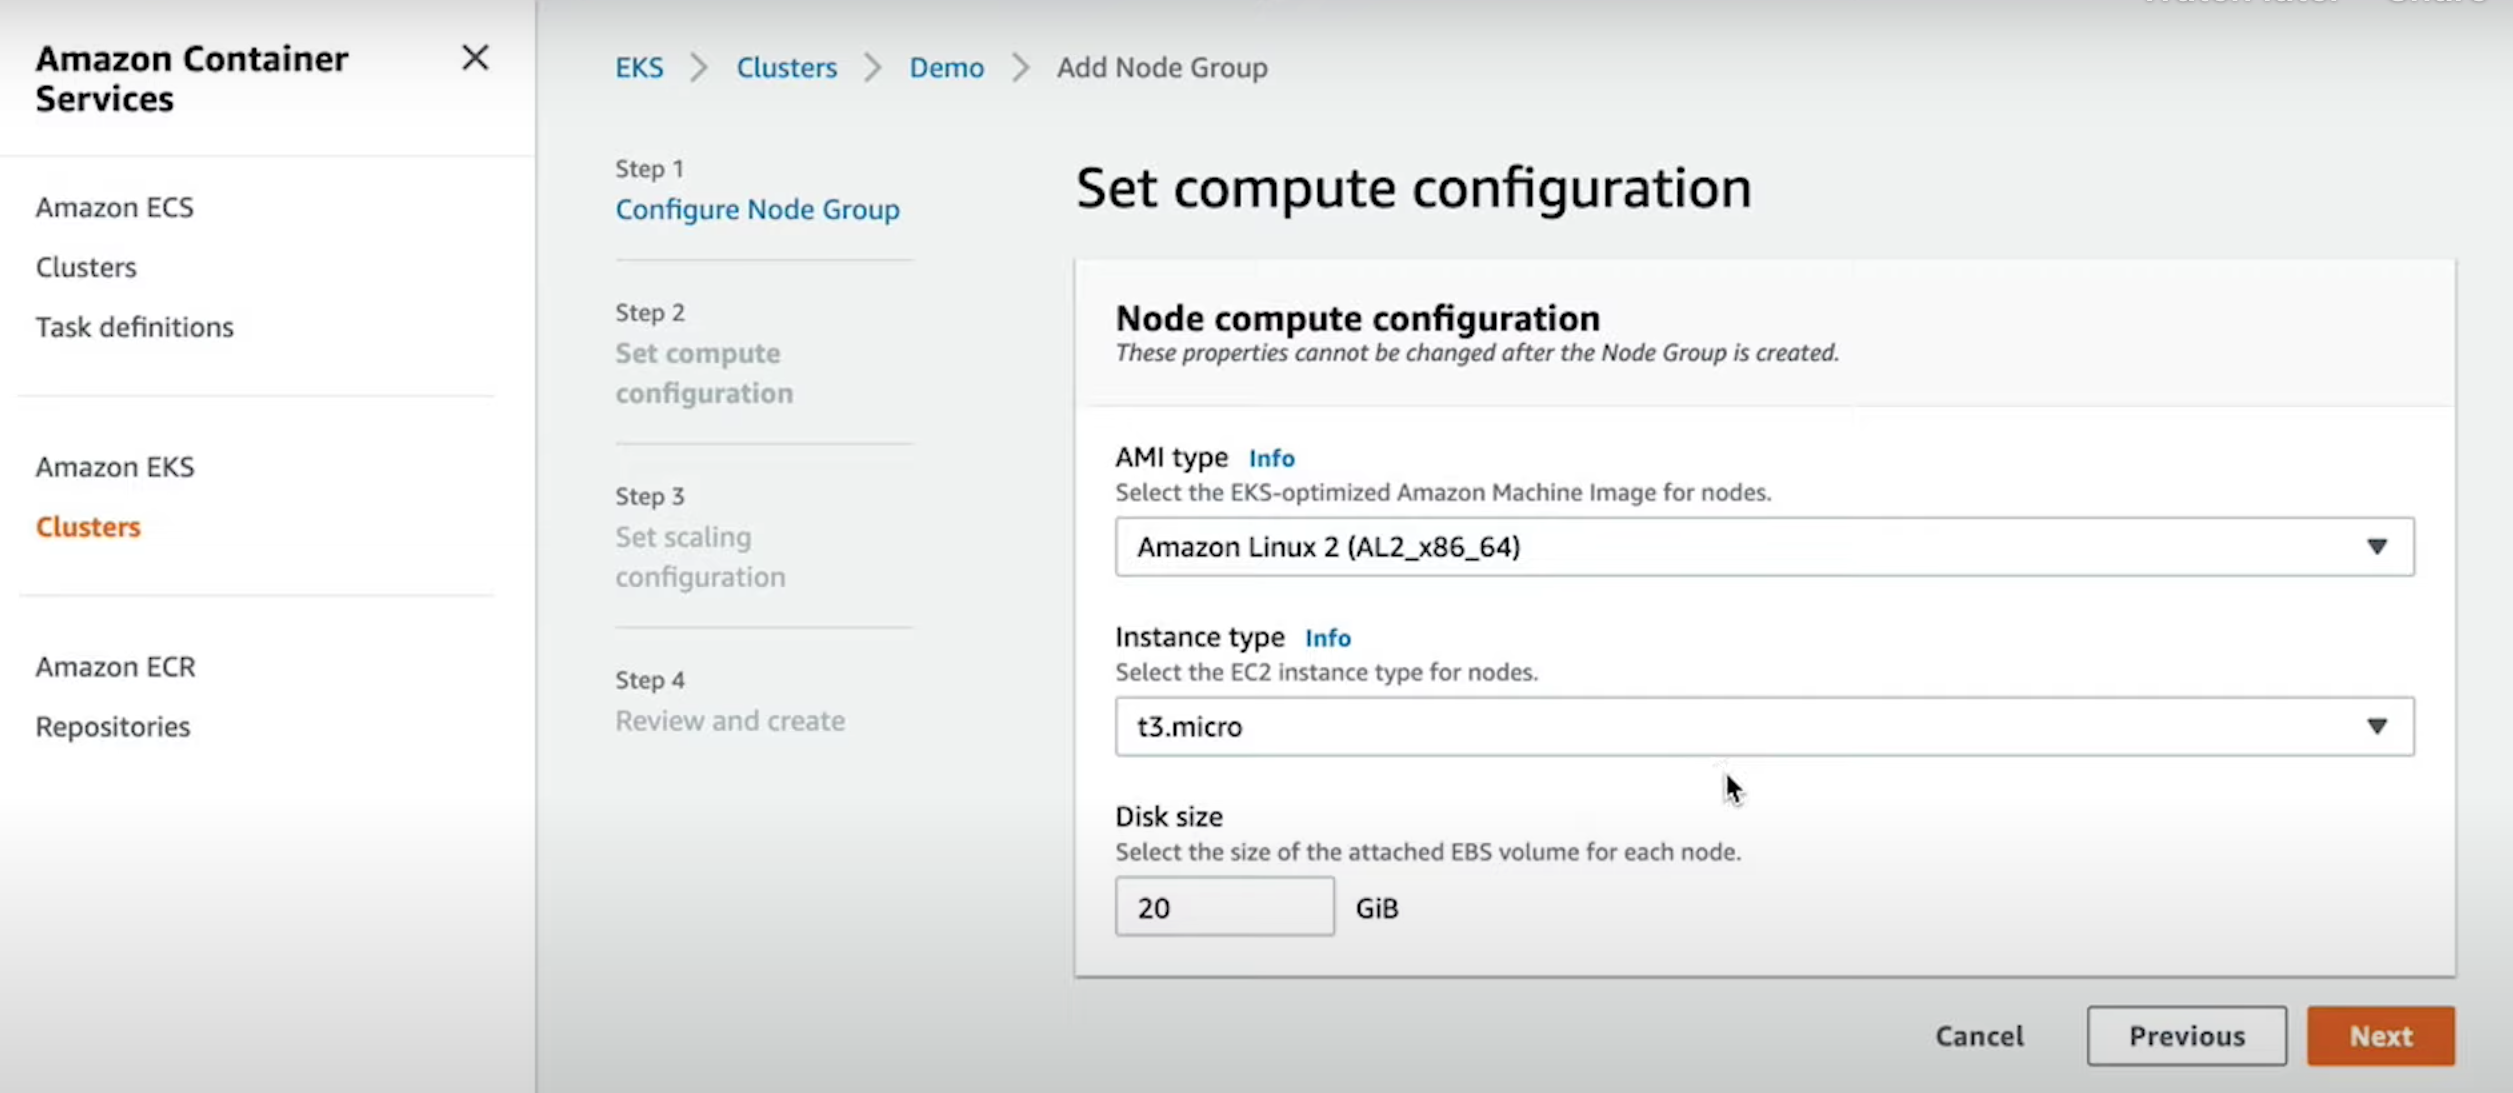 Amazon Container
Services
Amazon ECS
Clusters
Task definitions
Amazon EKS
Clusters
Amazon ECR
Repositories
EKS > Clusters > Demo > Add Node Group
Step 1
Configure Node Group
Step 2
Set compute
configuration
Step 3
Set scaling
configuration
Step 4
Review and create
Set compute configuration
Node compute configuration
These properties cannot be changed after the Node Group is created.
AMI type Info
Select the EKS-optimized Amazon Machine Image for nodes.
Amazon Linux 2 (AL2_x86_64)
Instance type Info
Select the EC2 instance type for nodes.
t3.micro
Disk size
Select the size of the attached EBS volume for each node.
20 GiB
Cancel Previous Next